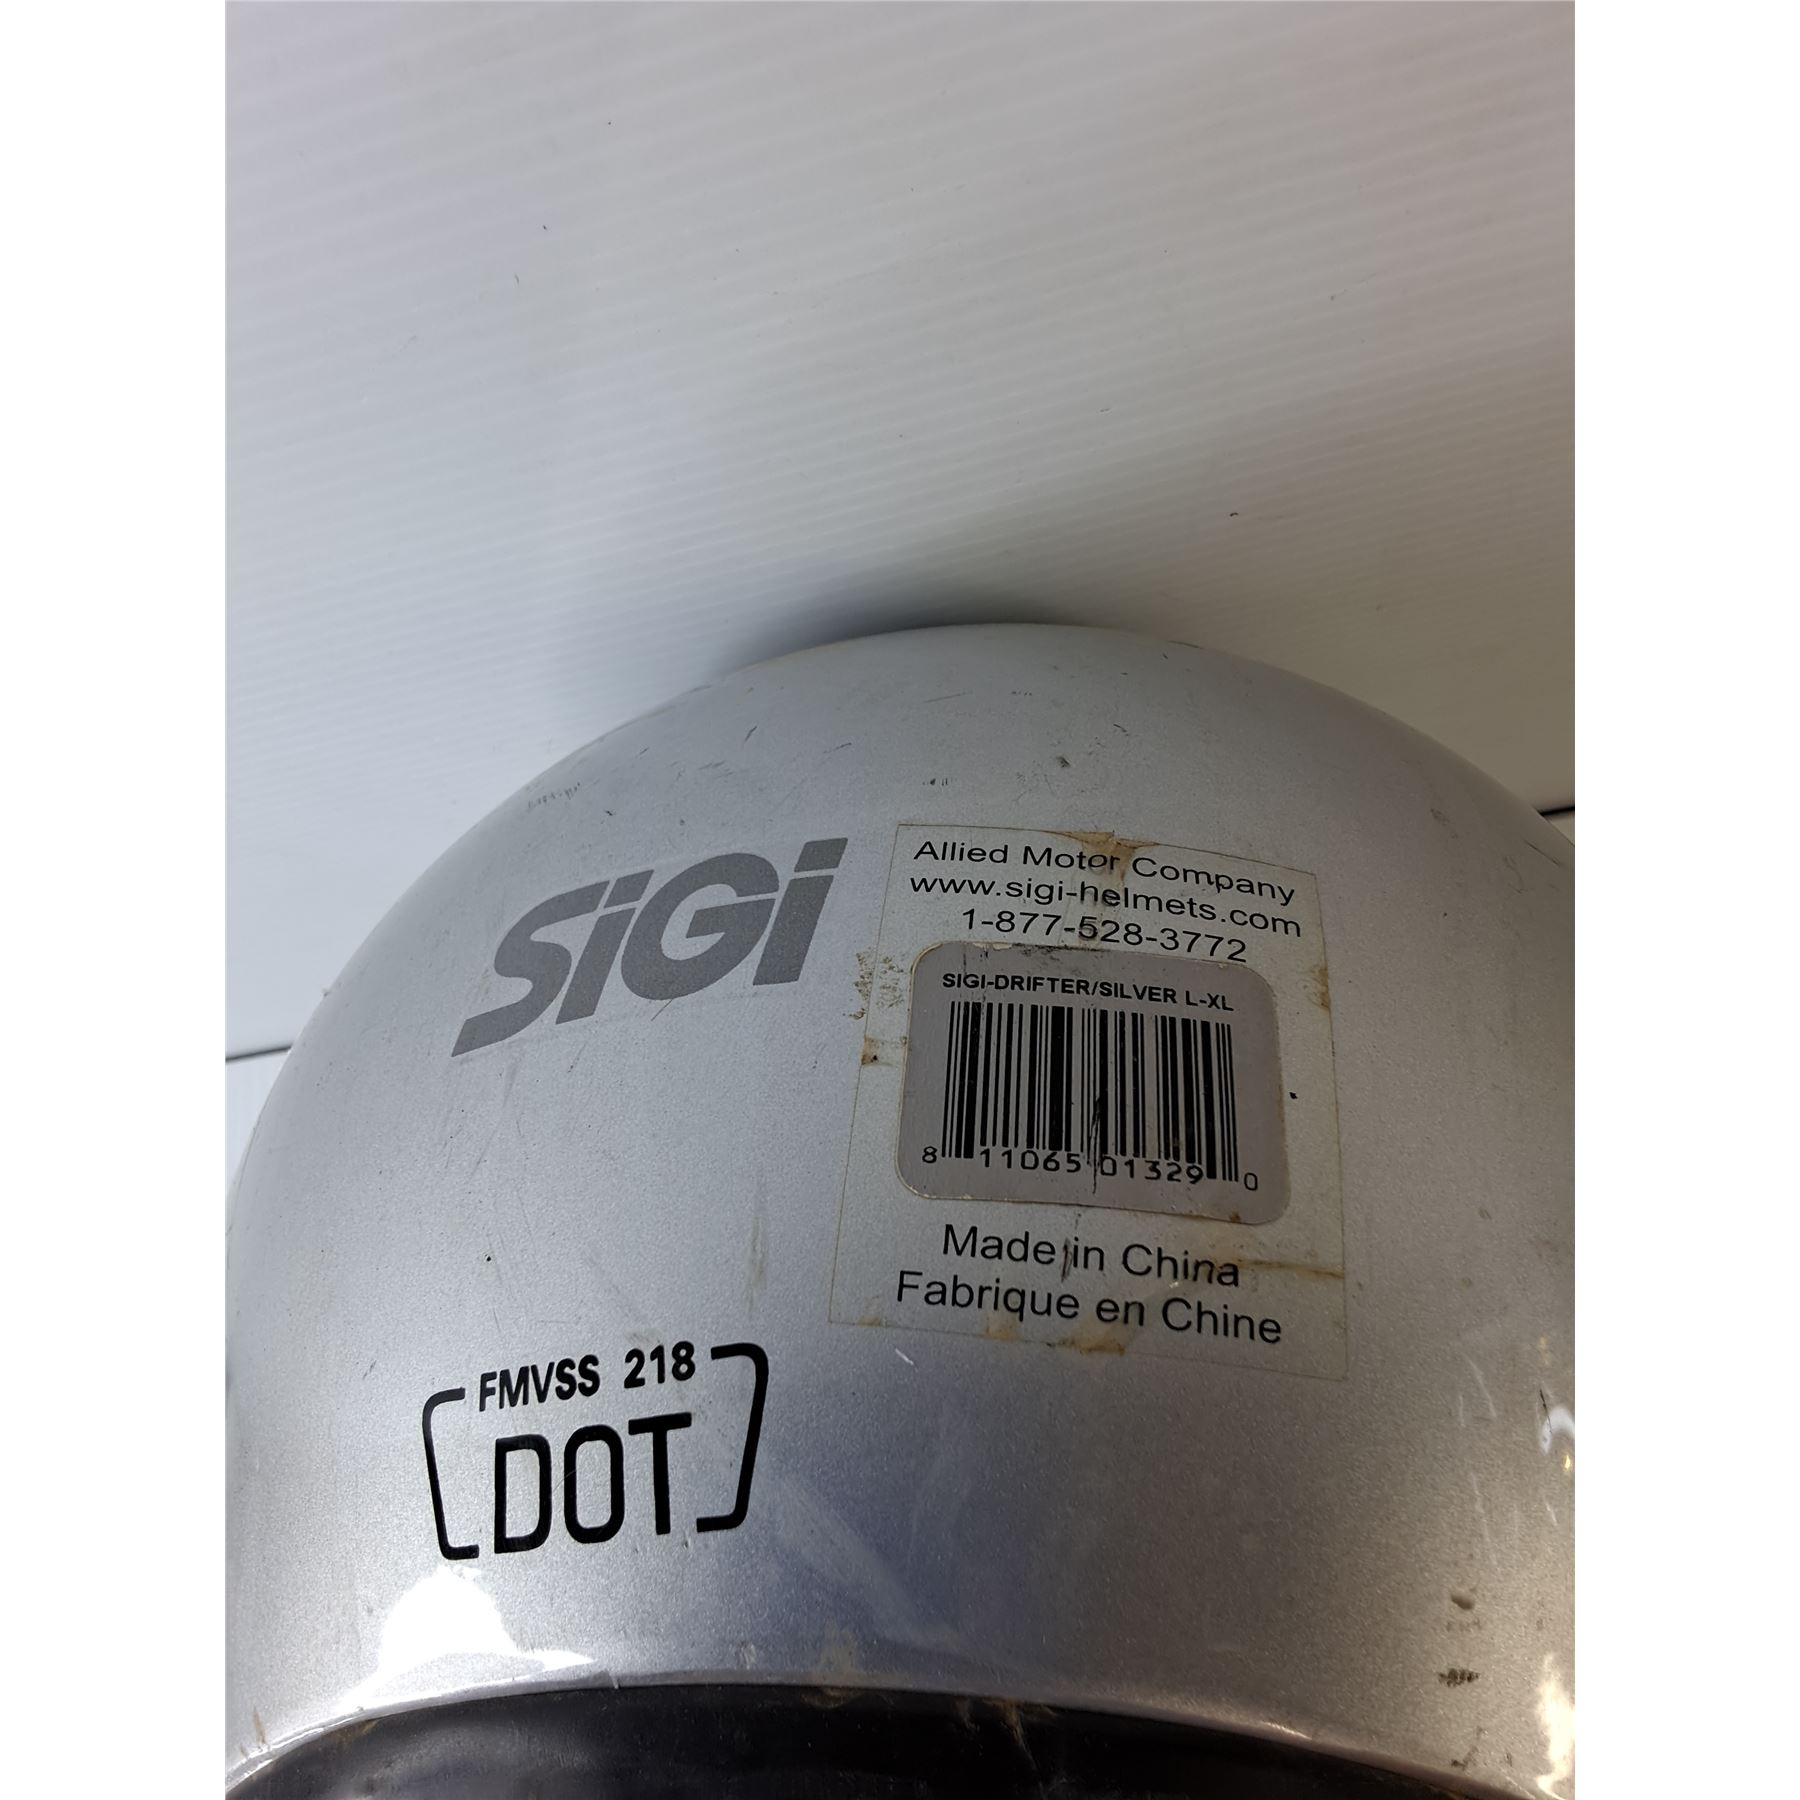 SiGi
Allied Motor Company
www.sigi-helmets.com
1-877-528-3772
SIGI-DRIFTER/SILVER L-XL
8 11065 01329 0
Made in China
Fabrique en Chine
FMVSS 218
DOT